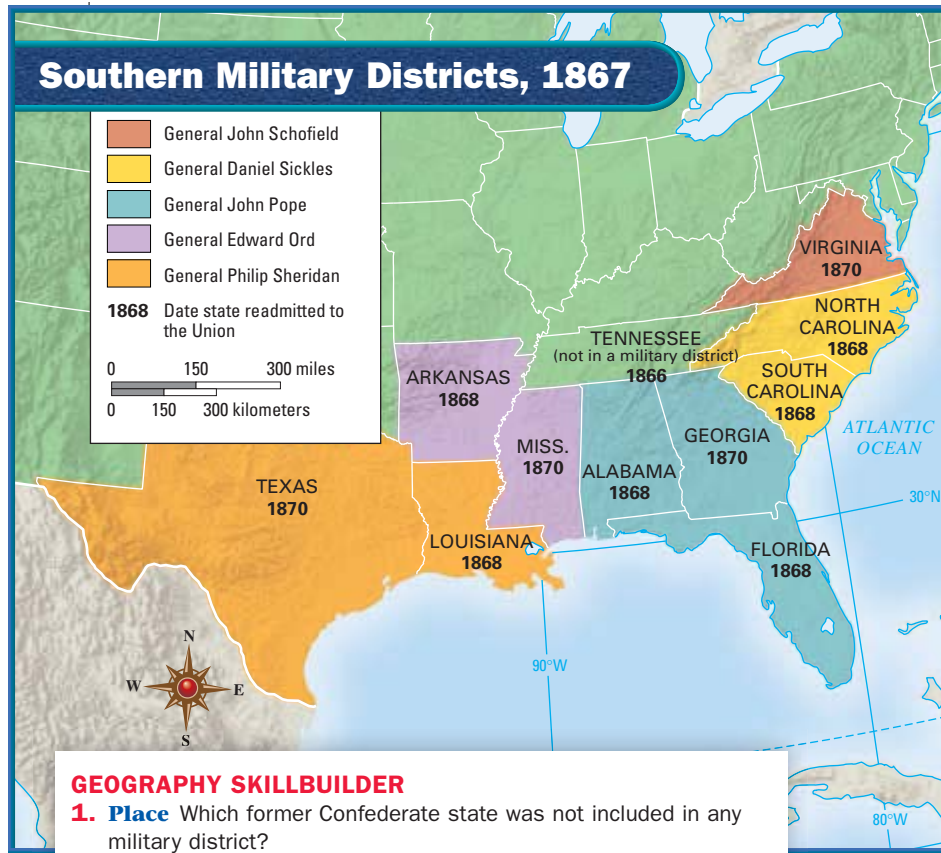 Southern Military Districts, 1867
General John Schofield
General Daniel Sickles
General John Pope
General Edward Ord
General Philip Sheridan
1868 Date state readmitted to
the Union
0 150 300 miles
0 150 300 kilometers
VIRGINIA
1870
NORTH
CAROLINA
1868
TENNESSEE
(not in a military district)
1866
SOUTH
CAROLINA
1868
ARKANSAS
1868
MISS.
1870
ALABAMA
1868
GEORGIA
1870
ATLANTIC
OCEAN
TEXAS
1870
LOUISIANA
1868
FLORIDA
1868
30°N
90°W
80°W
N
W E
S
GEOGRAPHY SKILLBUILDER
1. Place Which former Confederate state was not included in any
military district?